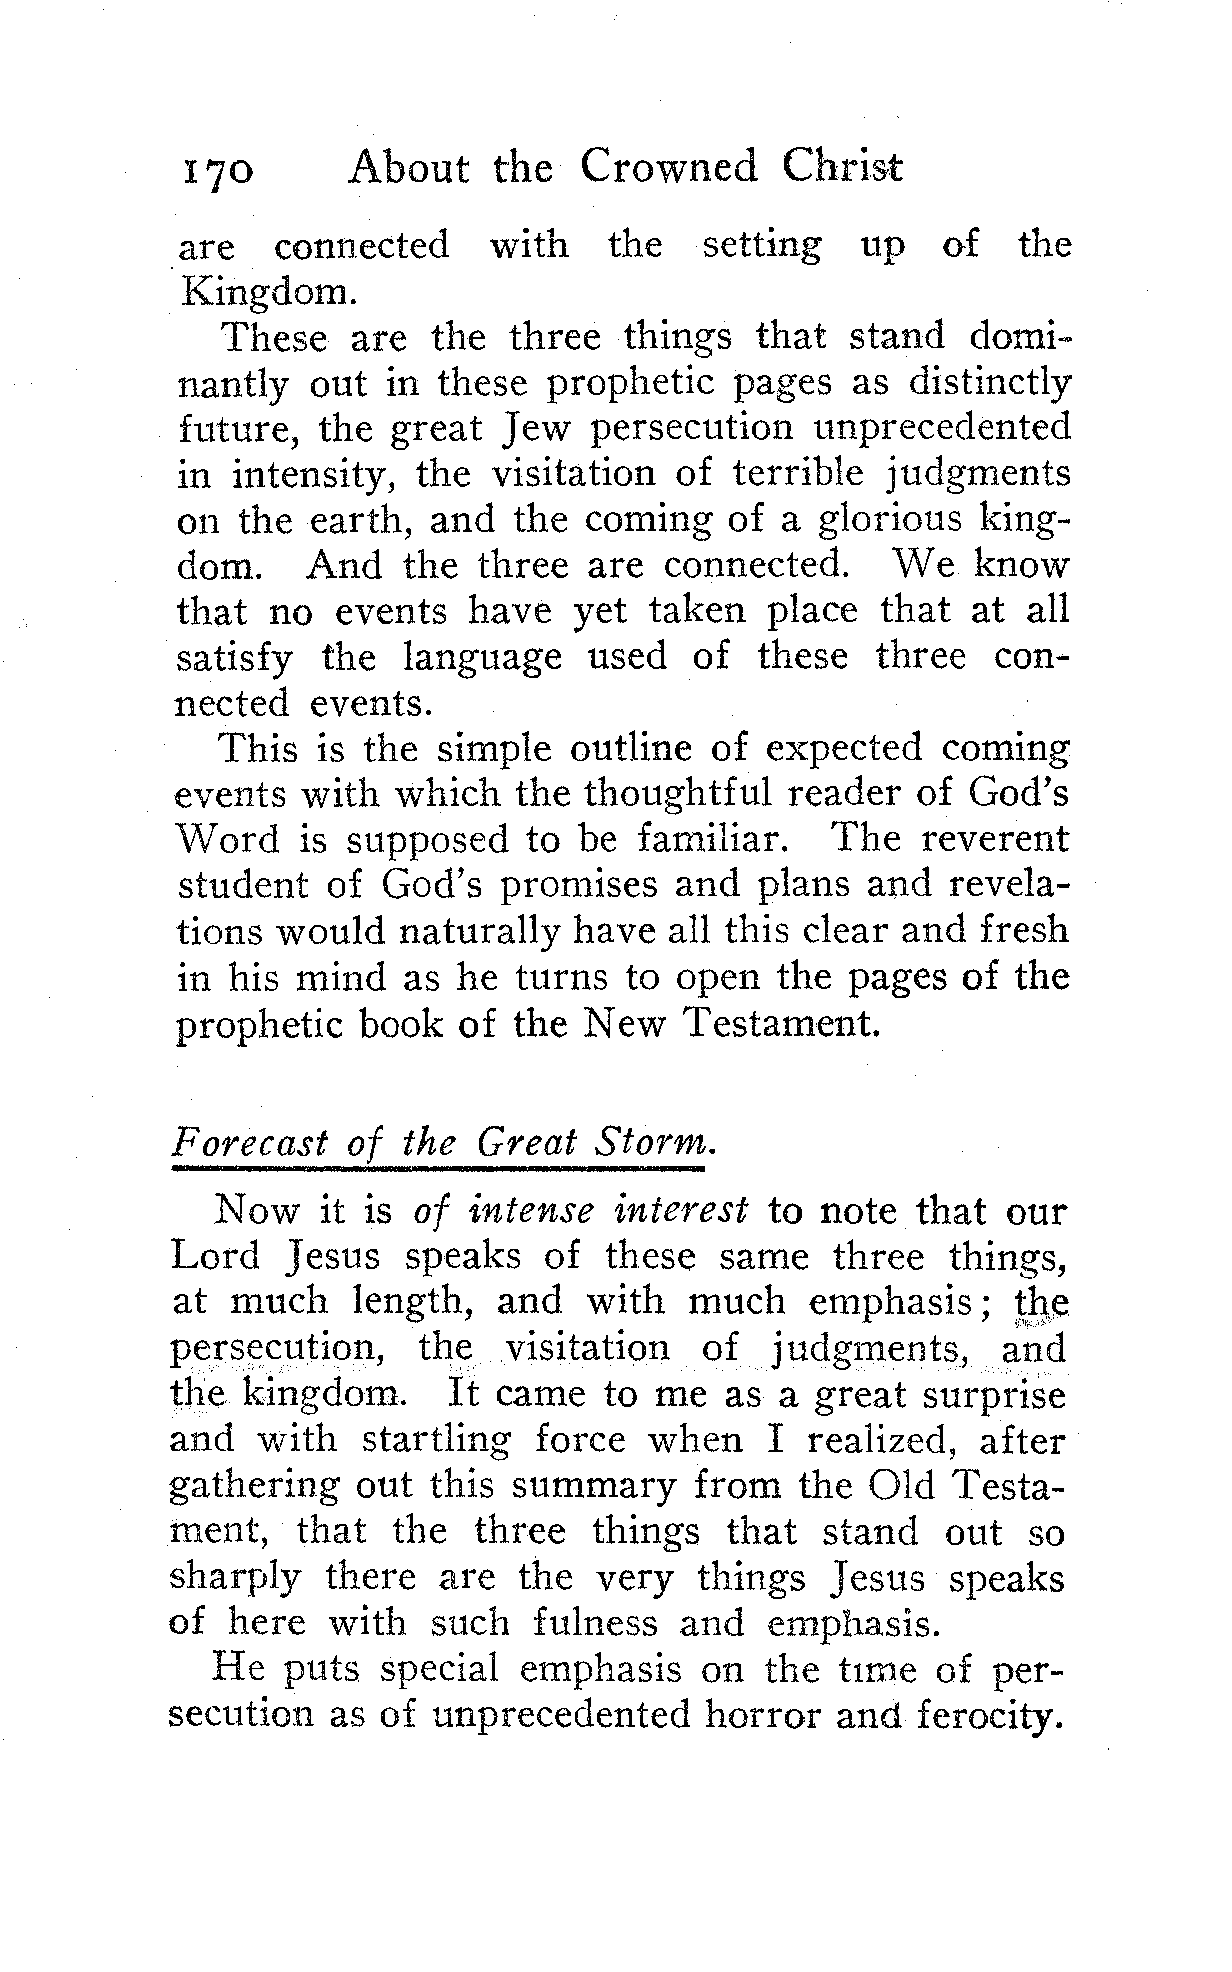 170 About the Crowned Christ
are connected with the setting up of the
Kingdom.
These are the three things that stand domi-
nantly out in these prophetic pages as distinctly
future, the great Jew persecution unprecedented
in intensity, the visitation of terrible judgments
on the earth, and the coming of a glorious king-
dom. And the three are connected. We know
that no events have yet taken place that at all
satisfy the language used of these three con-
nected events.
This is the simple outline of expected coming
events with which the thoughtful reader of God's
Word is supposed to be familiar. The reverent
student of God's promises and plans and revela-
tions would naturally have all this clear and fresh
in his mind as he turns to open the pages of the
prophetic book of the New Testament.
Forecast of the Great Storm.
Now it is of intense interest to note that our
Lord Jesus speaks of these same three things,
at much length, and with much emphasis; the
persecution, the visitation of judgments, and
the kingdom. It came to me as a great surprise
and with startling force when I realized, after
gathering out this summary from the Old Testa-
ment, that the three things that stand out so
sharply there are the very things Jesus speaks
of here with such fulness and emphasis.
He puts special emphasis on the time of per-
secution as of unprecedented horror and ferocity.